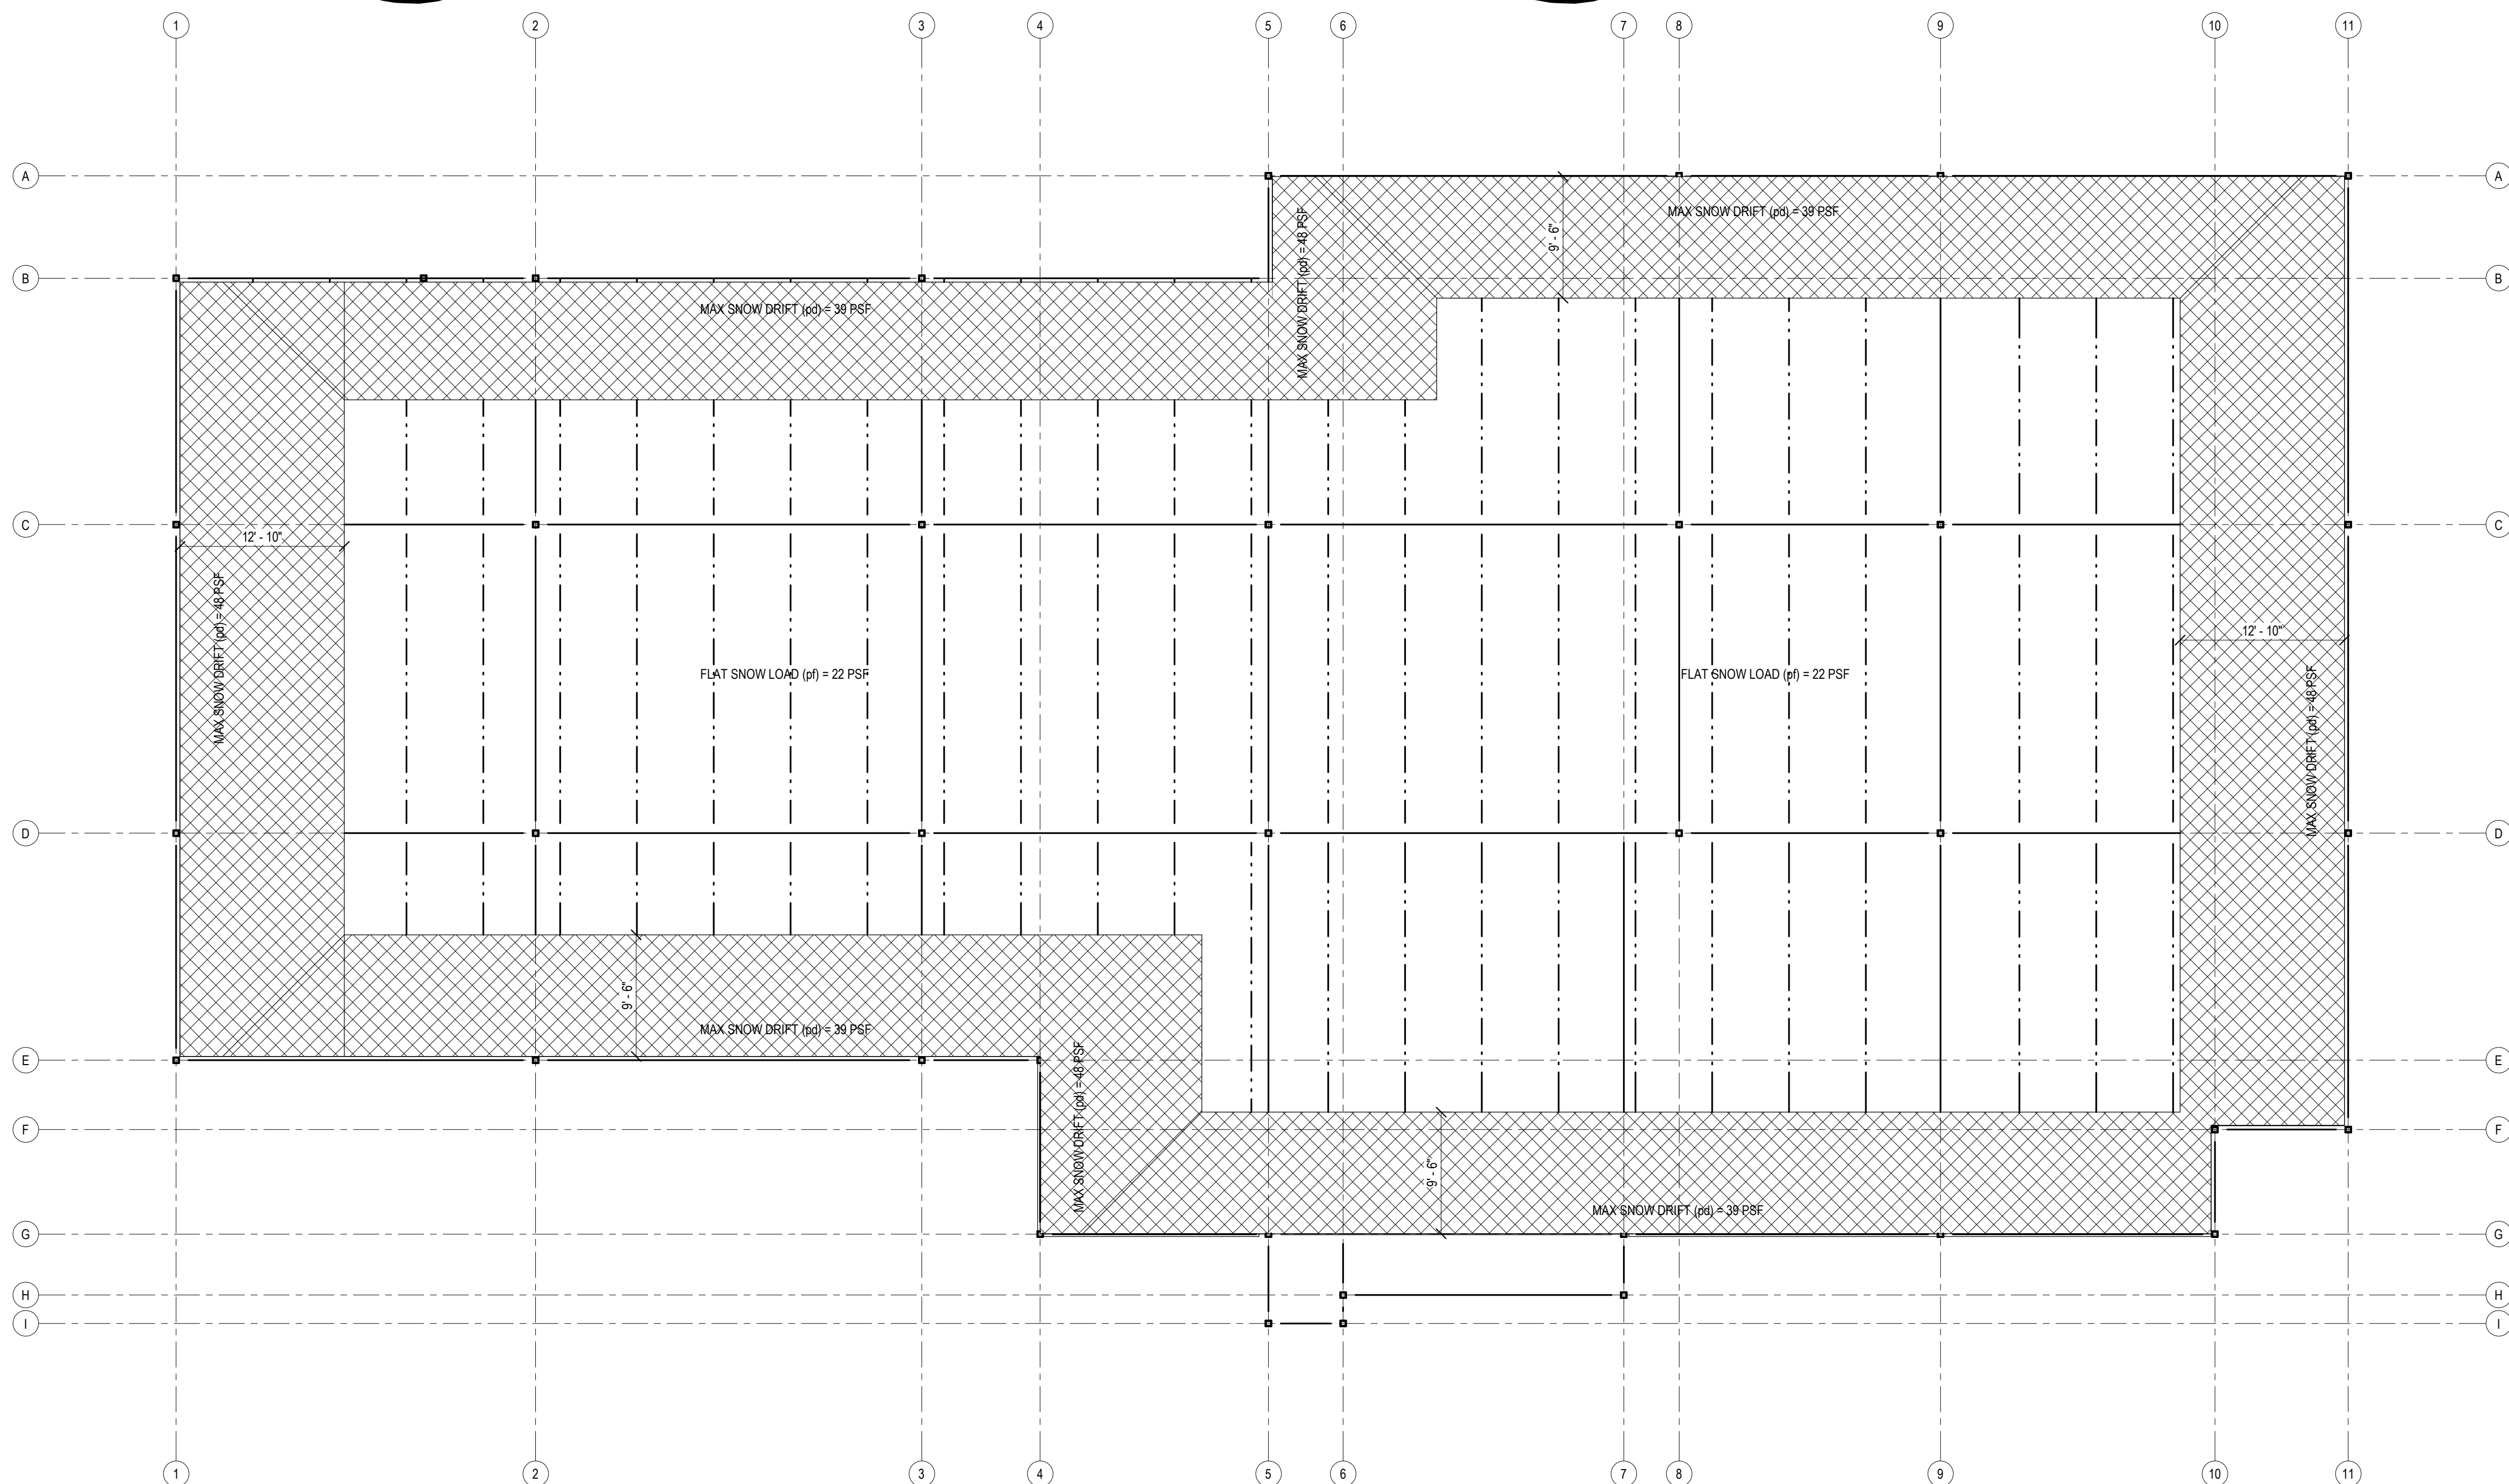 1 2 3 4 5 6 7 8 9 10 11
A A
MAX SNOW DRIFT (pd) = 39 PSF
9' - 6"
MAX SNOW DRIFT (pd) = 48 PSF
B B
MAX SNOW DRIFT (pd) = 39 PSF
C C
12' - 10"
MAX SNOW DRIFT (pd) = 48 PSF
12' - 10"
FLAT SNOW LOAD (pf) = 22 PSF
FLAT SNOW LOAD (pf) = 22 PSF
MAX SNOW DRIFT (pd) = 48 PSF
D D
9' - 6"
MAX SNOW DRIFT (pd) = 39 PSF
E E
MAX SNOW DRIFT (pd) = 48 PSF
F F
9' - 6"
MAX SNOW DRIFT (pd) = 39 PSF
G G
H H
I I
1 2 3 4 5 6 7 8 9 10 11